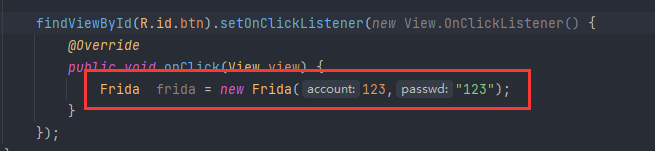 findViewById(R.id.btn).setOnClickListener(new View.OnClickListener() {
@Override
public void onClick(View view) {
Frida  frida = new Frida( account: 123, passwd: "123");
}
});